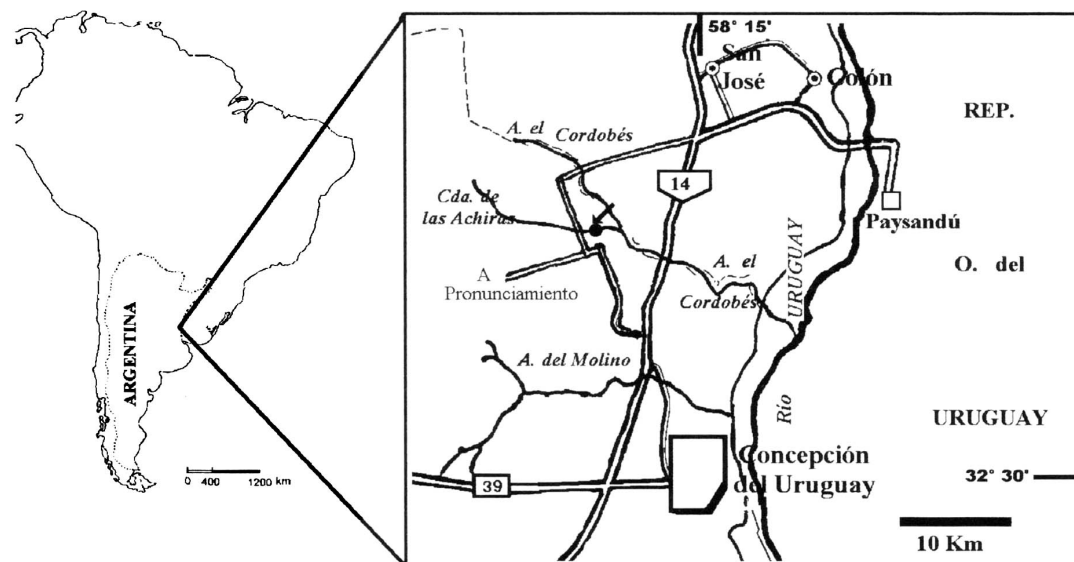 ARGENTINA
0 400 1200 km
58° 15'
San
José
Colón
REP.
A. el
Cordobés
14
Cda. de
las Achiras
Paysandú
URUGUAY
O. del
A
Pronunciamiento
A. el
Cordobés
A. del Molino
Río
URUGUAY
Concepción
del Uruguay
32° 30'
39
10 Km